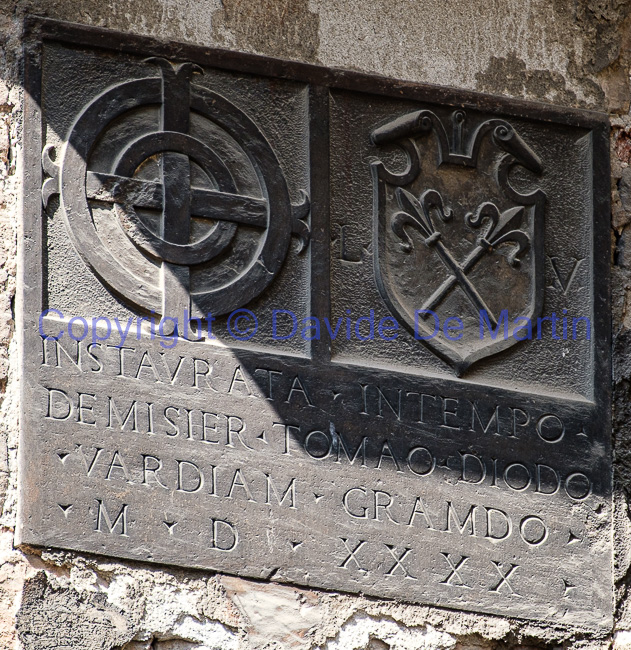 L V
Copyright © Davide De Martin
INSTAVRATA · INTEMPO ·
DEMISIER · TOMAO · DIODO
· VARDIAM · GRAMDO ·
· M · D · XXXX ·